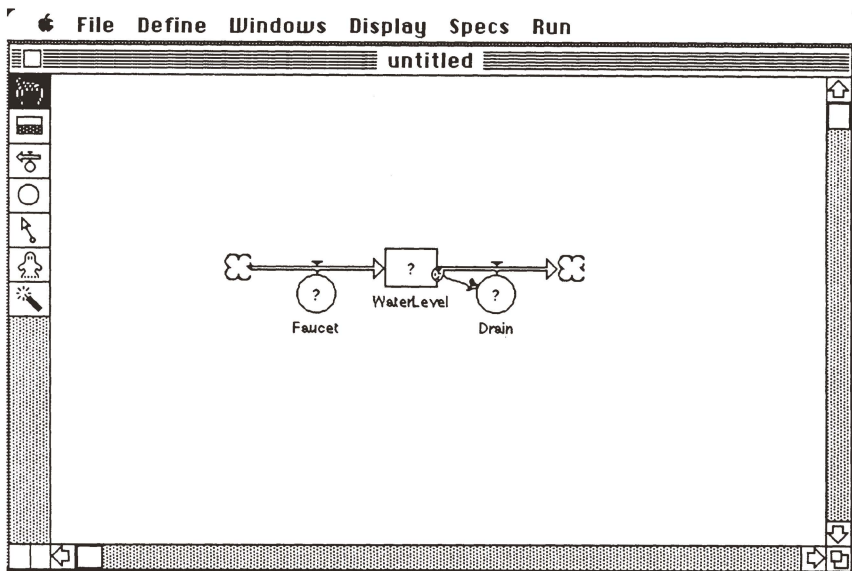 File Define Windows Display Specs Run
untitled
?
? ?
WaterLevel
Faucet Drain